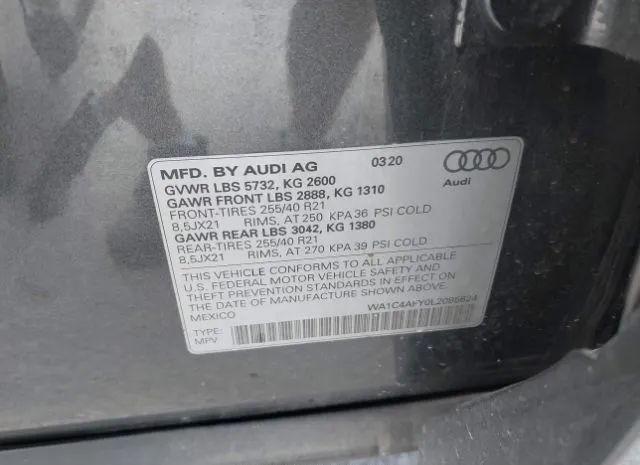 MFD. BY AUDI AG 03 20
GVWR LBS 5732, KG 2600
GAWR FRONT LBS 2888, KG 1310
FRONT-TIRES 255/40 R21
8,5JX21 RIMS, AT 250 KPA 36 PSI COLD
GAWR REAR LBS 3042, KG 1380
REAR-TIRES 255/40 R21
8,5JX21 RIMS, AT 270 KPA 39 PSI COLD
Audi
THIS VEHICLE CONFORMS TO ALL APPLICABLE
U.S. FEDERAL MOTOR VEHICLE SAFETY AND
THEFT PREVENTION STANDARDS IN EFFECT ON
THE DATE OF MANUFACTURE SHOWN ABOVE.
MEXICO WA1C4AFY0L2095624
TYPE:
MPV